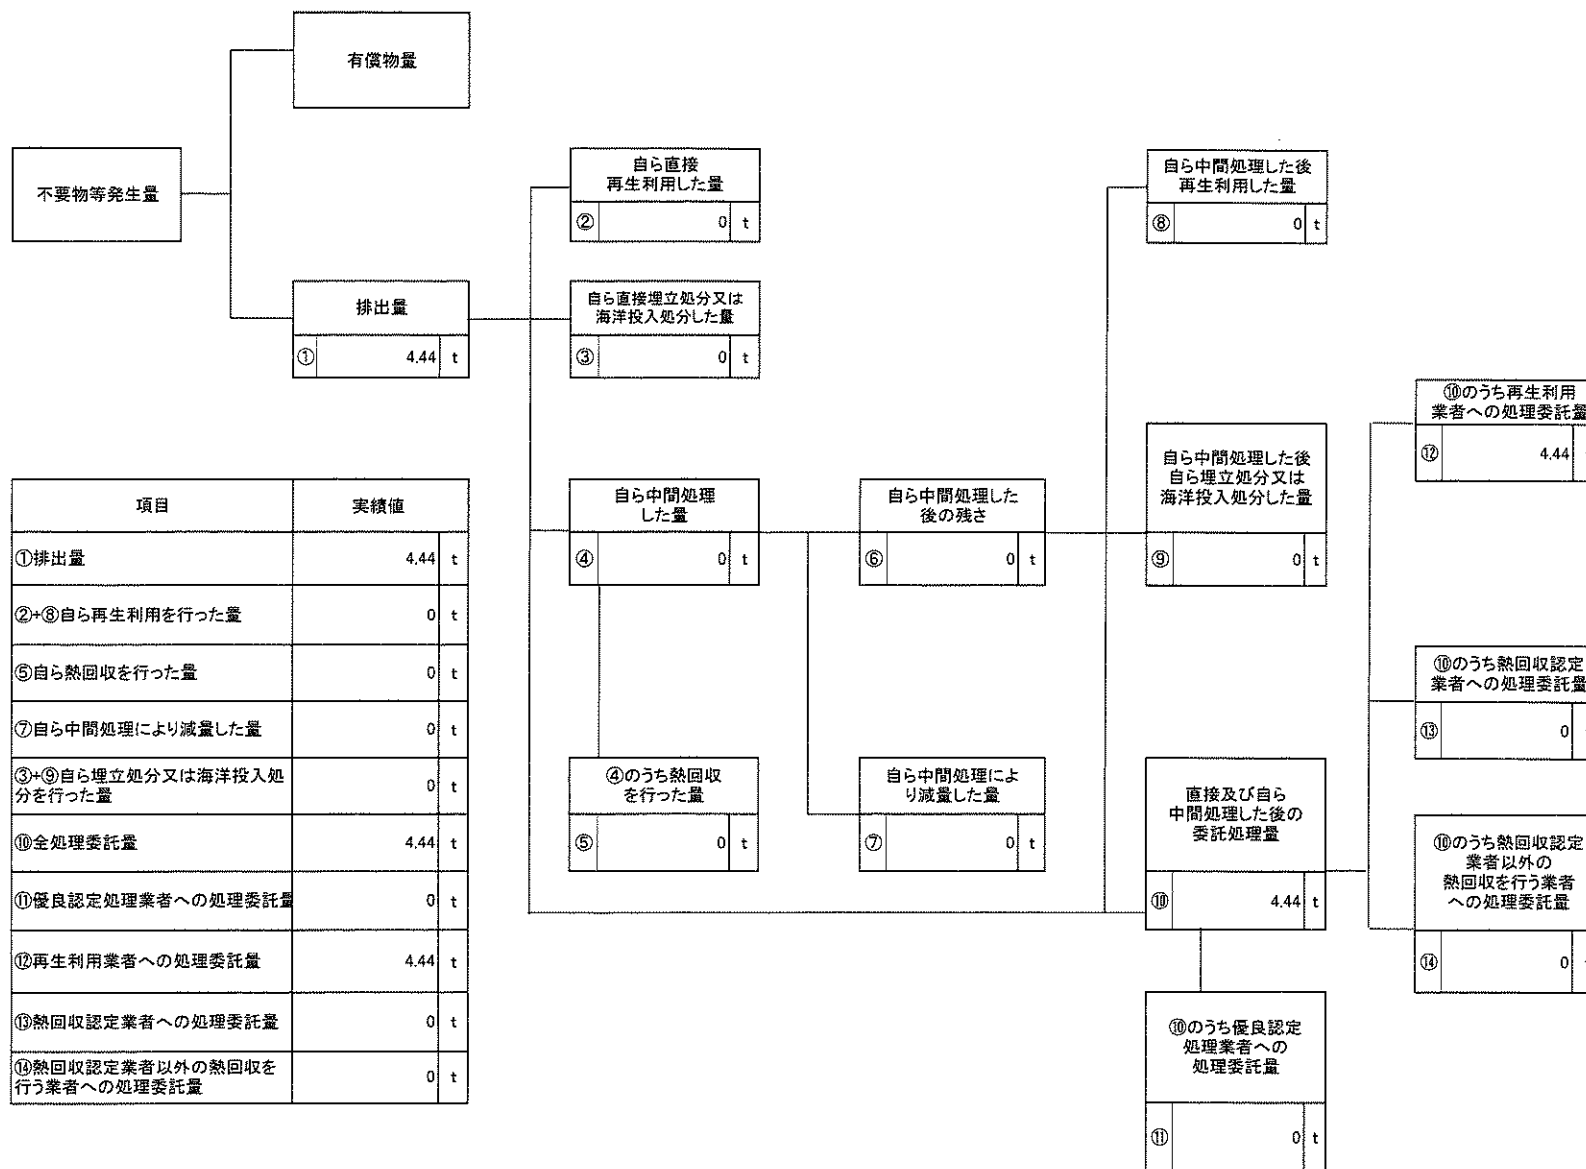 有償物量
不要物等発生量
排出量
① 4.44 t
自ら直接
再生利用した量
② 0 t
自ら直接埋立処分又は
海洋投入処分した量
③ 0 t
自ら中間処理
した量
④ 0 t
④のうち熱回収
を行った量
⑤ 0 t
自ら中間処理した
後の残さ
⑥ 0 t
自ら中間処理によ
り減量した量
⑦ 0 t
自ら中間処理した後
再生利用した量
⑧ 0 t
自ら中間処理した後
自ら埋立処分又は
海洋投入処分した量
⑨ 0 t
直接及び自ら
中間処理した後の
委託処理量
⑩ 4.44 t
⑩のうち優良認定
処理業者への
処理委託量
⑪ 0 t
⑩のうち再生利用
業者への処理委託量
⑫ 4.44
⑩のうち熱回収認定
業者への処理委託量
⑬ 0
⑩のうち熱回収認定
業者以外の
熱回収を行う業者
への処理委託量
⑭ 0
項目 実績値
①排出量 4.44 t
②+⑧自ら再生利用を行った量 0 t
⑤自ら熱回収を行った量 0 t
⑦自ら中間処理により減量した量 0 t
③+⑨自ら埋立処分又は海洋投入処
分を行った量 0 t
⑩全処理委託量 4.44 t
⑪優良認定処理業者への処理委託量 0 t
⑫再生利用業者への処理委託量 4.44 t
⑬熱回収認定業者への処理委託量 0 t
⑭熱回収認定業者以外の熱回収を
行う業者への処理委託量 0 t